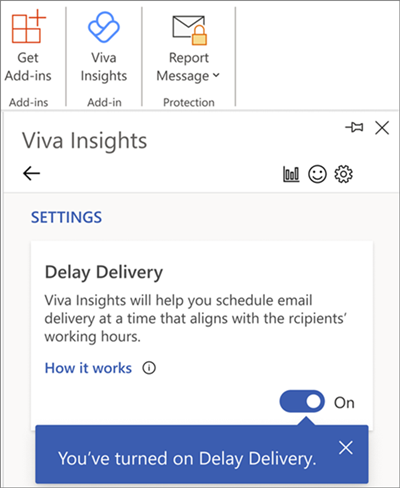 Get
Add-ins
Viva
Insights
Report
Message
Add-ins
Add-in
Protection
Viva Insights
SETTINGS
Delay Delivery
Viva Insights will help you schedule email
delivery at a time that aligns with the rcipients’
working hours.
How it works
On
You’ve turned on Delay Delivery.